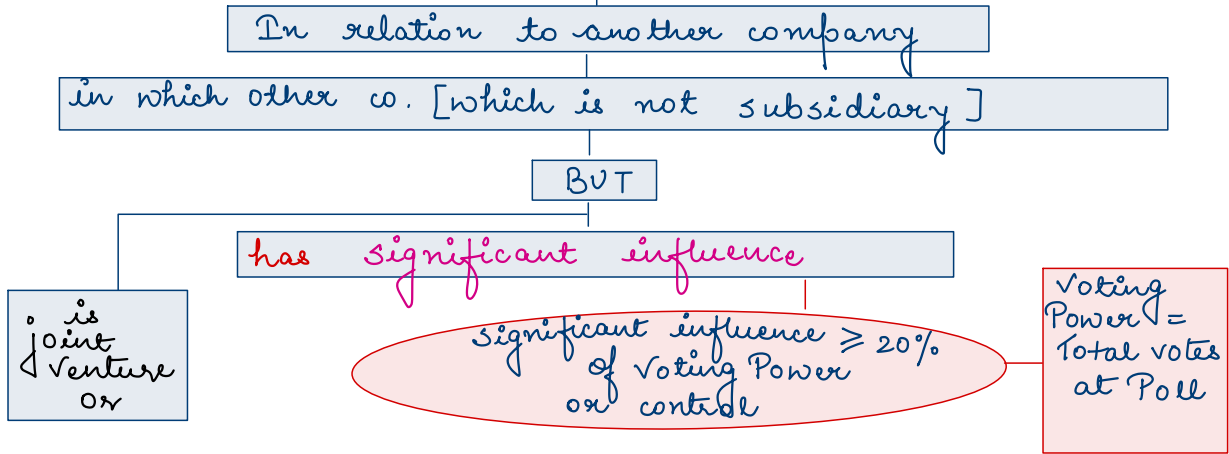 In relation to another company
in which other co. [which is not subsidiary]
BUT
has significant influence
is
joint
venture
or
significant influence ⩾ 20%
of Voting Power
or control
Voting
Power =
Total votes
at Poll